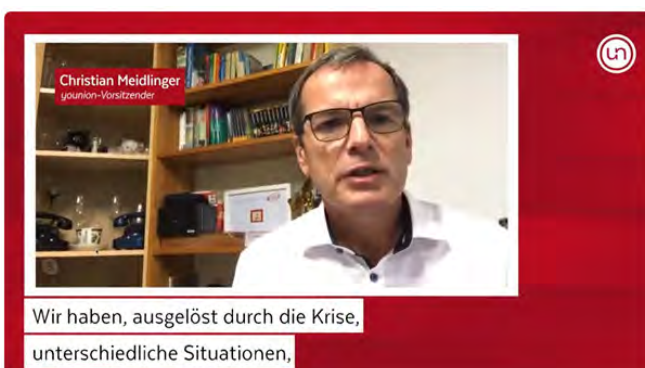 Christian Meidlinger
younion-Vorsitzender
Wir haben, ausgelöst durch die Krise,
unterschiedliche Situationen,